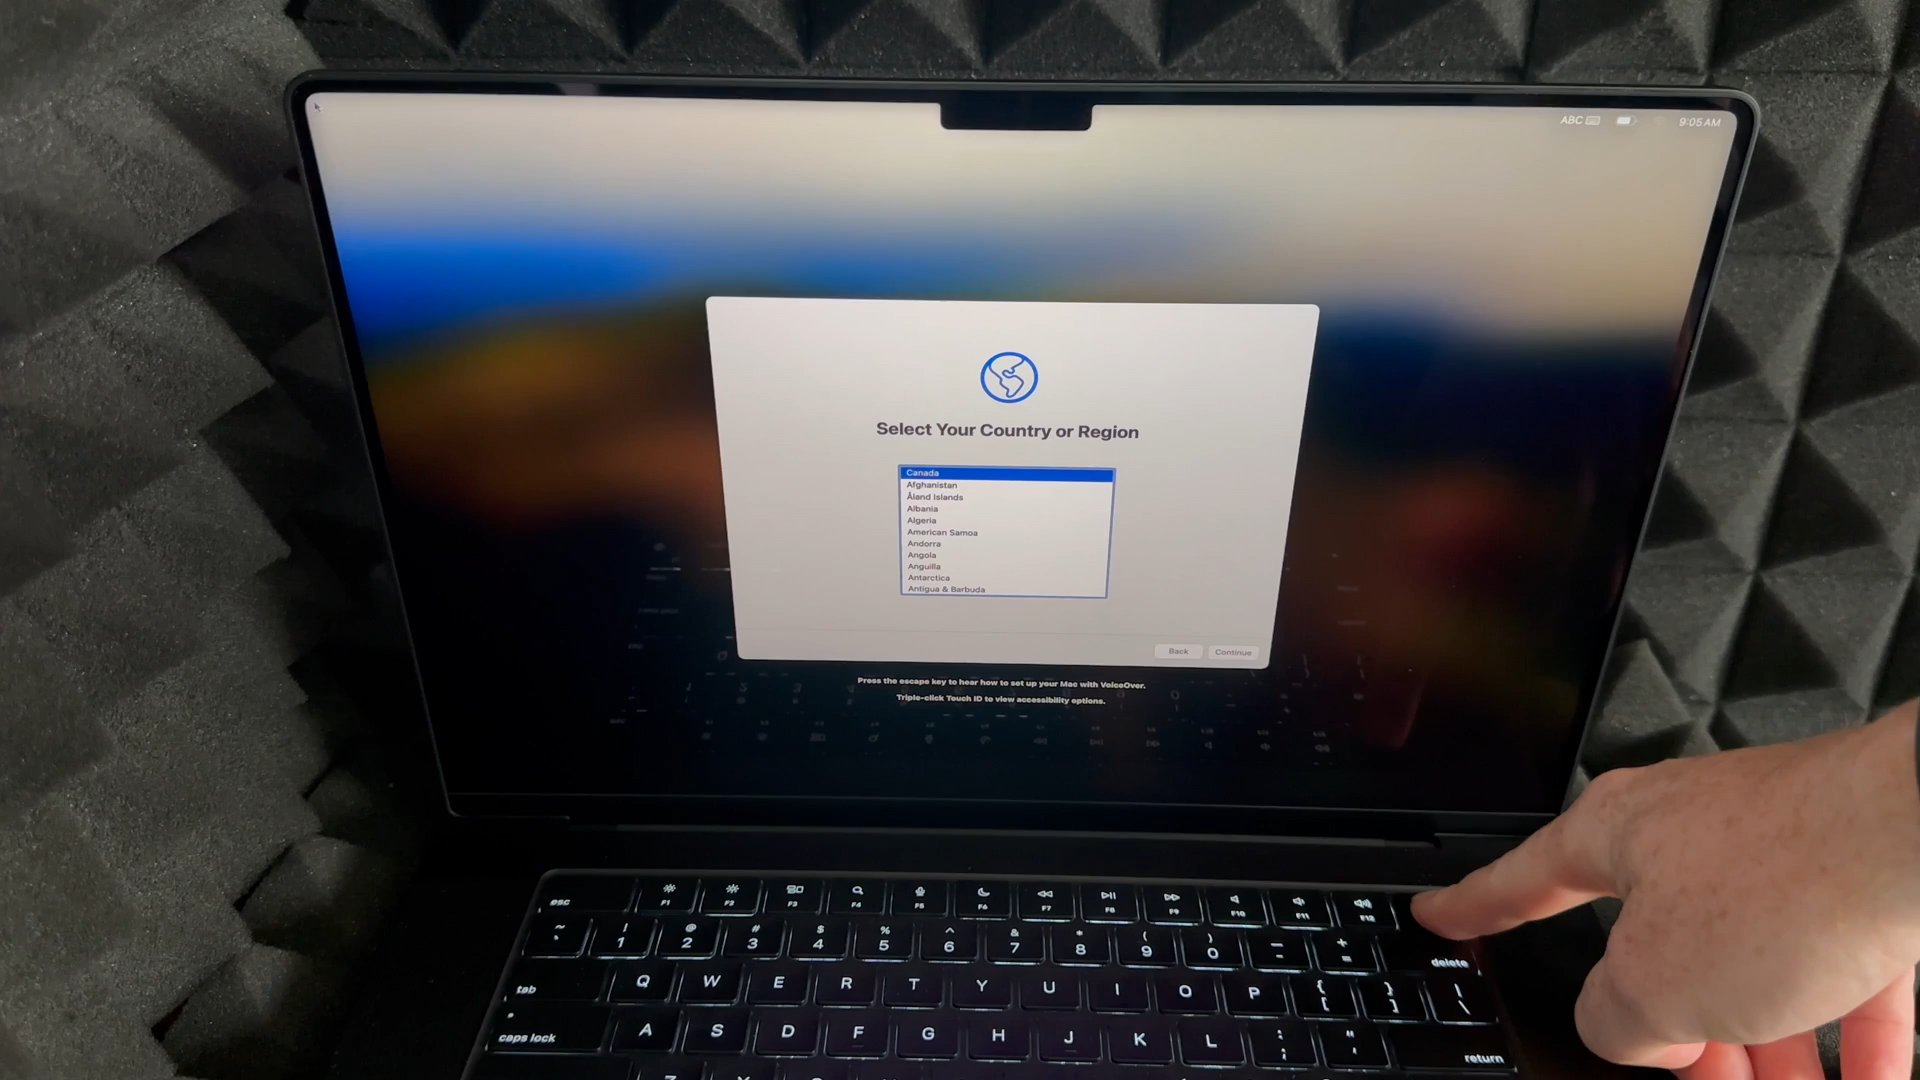 ABC
9:05 AM
Select Your Country or Region
Canada
Afghanistan
Åland Islands
Albania
Algeria
American Samoa
Andorra
Angola
Anguilla
Antarctica
Antigua & Barbuda
Back Continue
Press the escape key to hear how to set up your Mac with VoiceOver.
Triple-click Touch ID to view accessibility options.
esc F1 F2 F3 F4 F5 F6 F7 F8 F9 F10 F11 F12
~ ! @ # $ % ^ & * ( ) _ +
` 1 2 3 4 5 6 7 8 9 0 - = delete
tab Q W E R T Y U I O P { [ } ] | \
caps lock A S D F G H J K L : ; " ' return